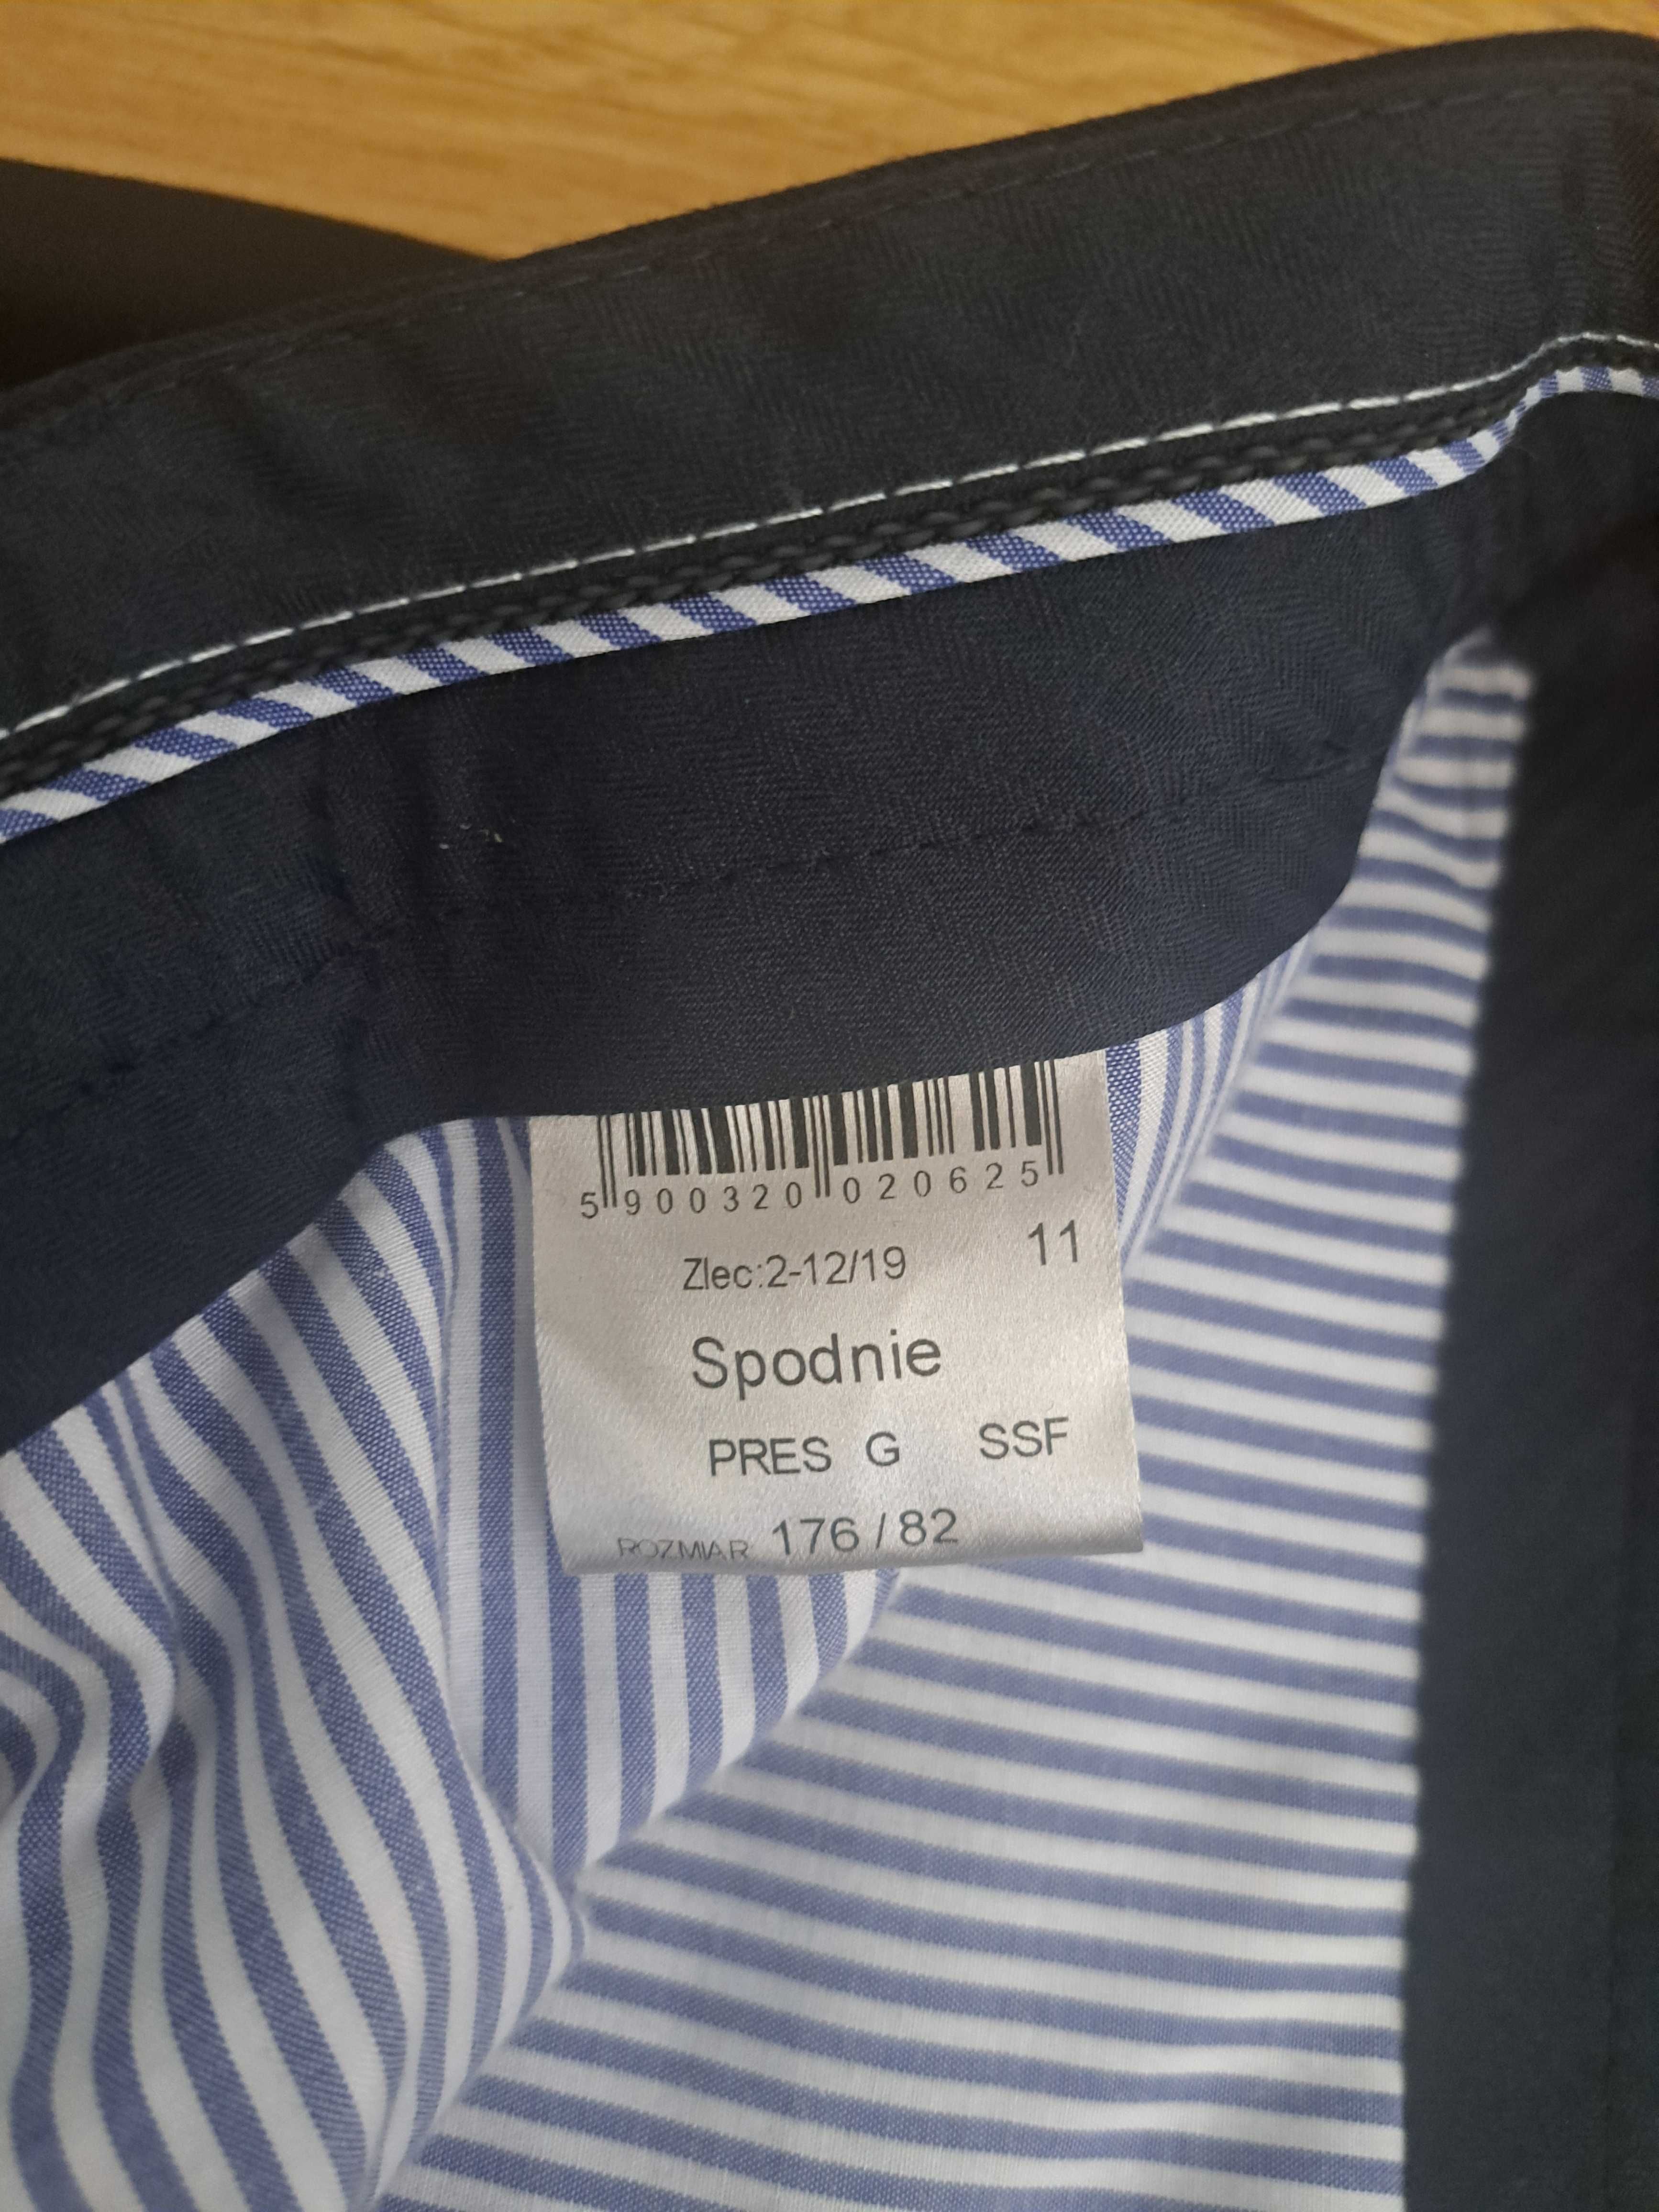 5 900320 020625
Zlec:2-12/19 11
Spodnie
PRES G SSF
ROZMIAR 176 / 82